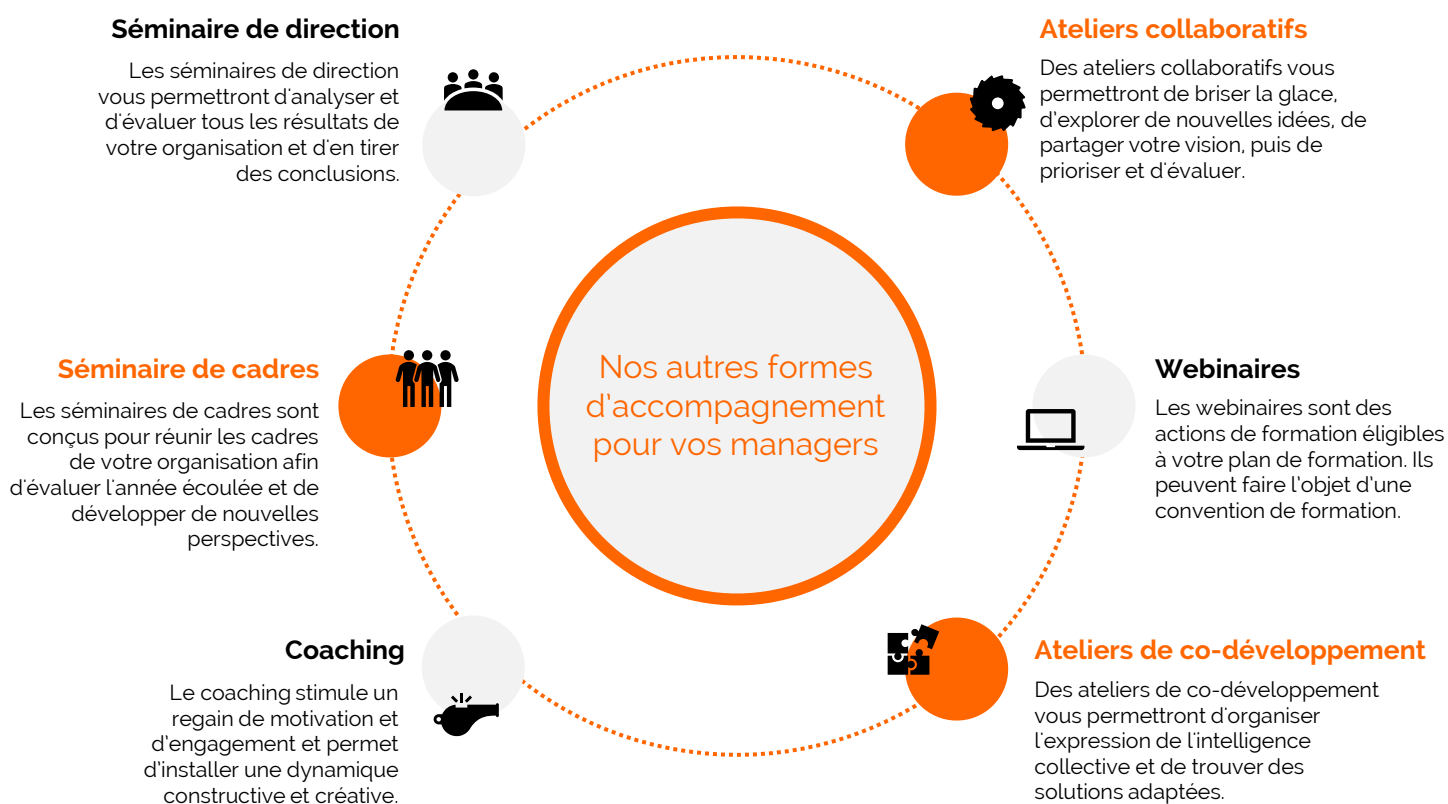 Séminaire de direction
Les séminaires de direction
vous permettront d'analyser et
d'évaluer tous les résultats de
votre organisation et d'en tirer
des conclusions.
Ateliers collaboratifs
Des ateliers collaboratifs vous
permettront de briser la glace,
d’explorer de nouvelles idées, de
partager votre vision, puis de
prioriser et d'évaluer.
Séminaire de cadres
Les séminaires de cadres sont
conçus pour réunir les cadres
de votre organisation afin
d'évaluer l'année écoulée et de
développer de nouvelles
perspectives.
Nos autres formes
d’accompagnement
pour vos managers
Webinaires
Les webinaires sont des
actions de formation éligibles
à votre plan de formation. Ils
peuvent faire l’objet d’une
convention de formation.
Coaching
Le coaching stimule un
regain de motivation et
d’engagement et permet
d’installer une dynamique
constructive et créative.
Ateliers de co-développement
Des ateliers de co-développement
vous permettront d'organiser
l'expression de l'intelligence
collective et de trouver des
solutions adaptées.